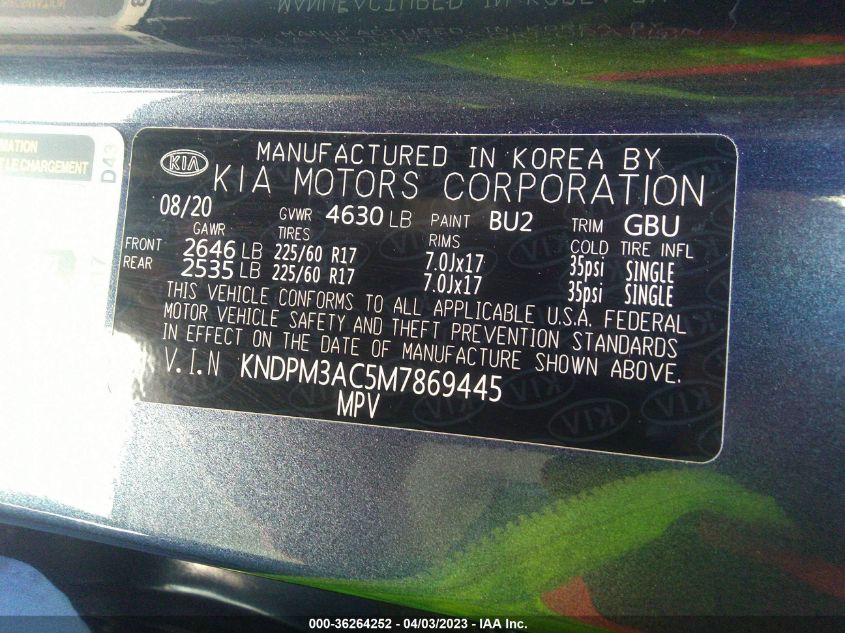 RMATION
T LE CHARGEMENT
D43
KIA
MANUFACTURED IN KOREA BY
KIA MOTORS CORPORATION
08/20 GVWR 4630 LB PAINT BU2 TRIM GBU
GAWR TIRES RIMS COLD TIRE INFL
FRONT 2646 LB 225/60 R17 7.0Jx17 35psi SINGLE
REAR 2535 LB 225/60 R17 7.0Jx17 35psi SINGLE
THIS VEHICLE CONFORMS TO ALL APPLICABLE U.S.A. FEDERAL
MOTOR VEHICLE SAFETY AND THEFT PREVENTION STANDARDS
IN EFFECT ON THE DATE OF MANUFACTURE SHOWN ABOVE.
V.I.N KNDPM3AC5M7869445
MPV
000-36264252 - 04/03/2023 - IAA Inc.